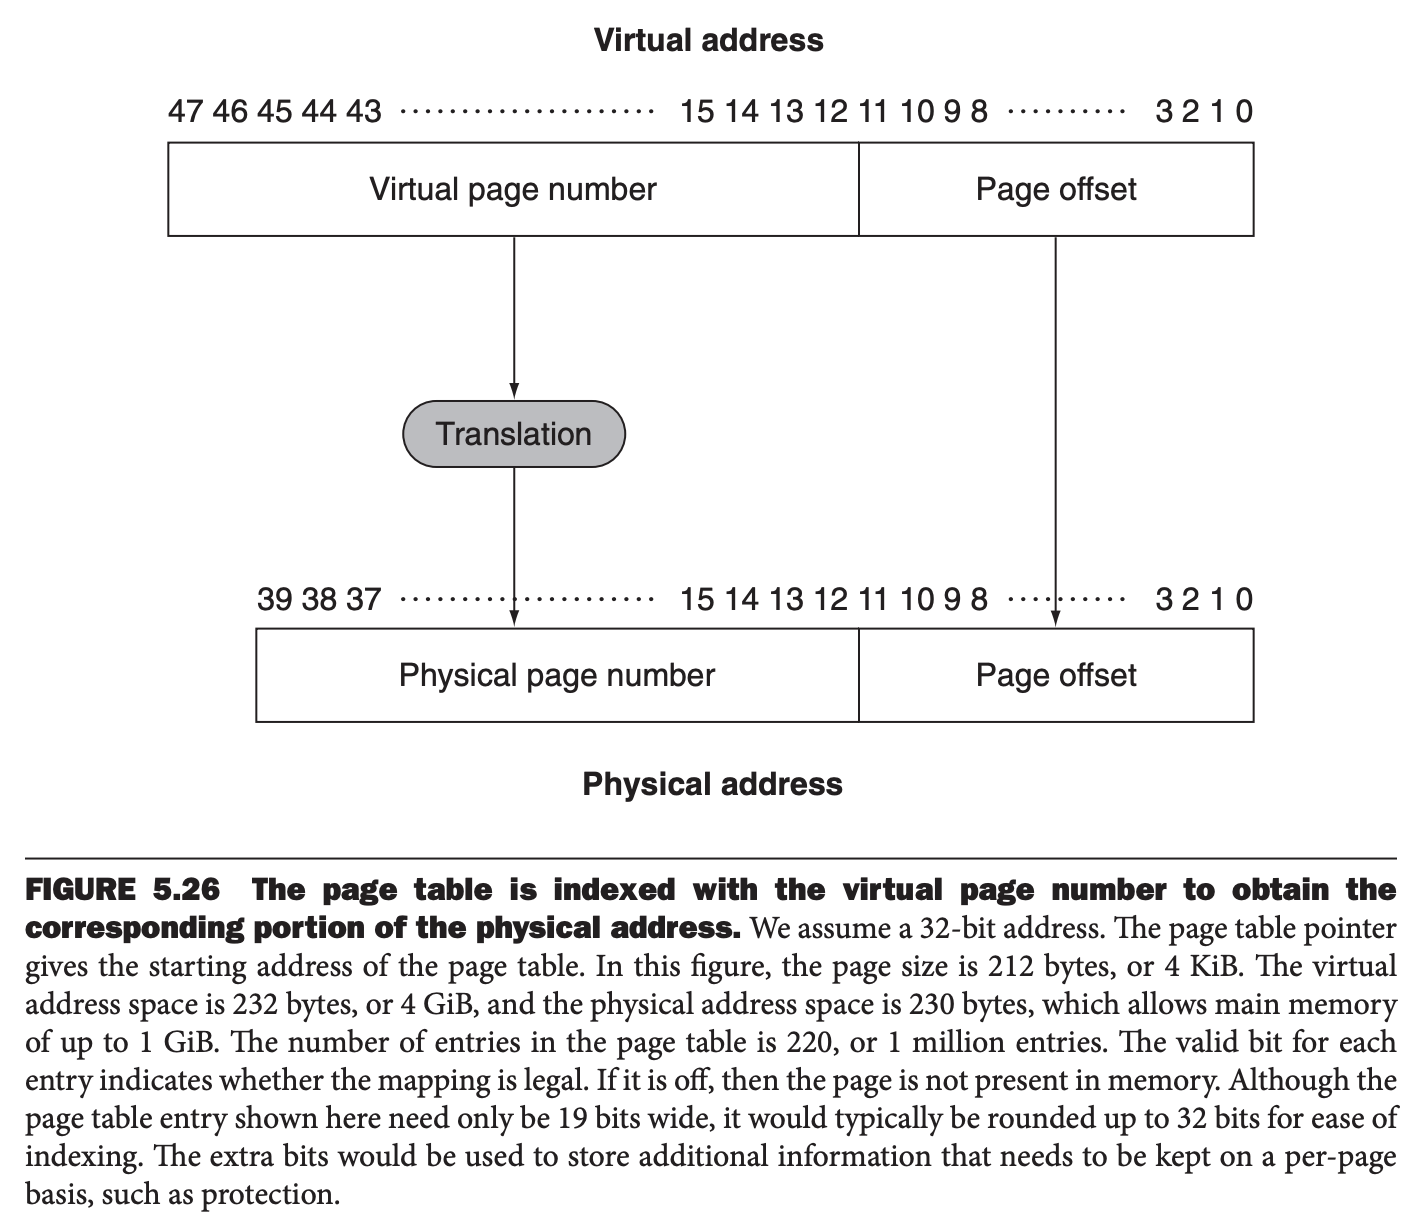 Virtual address
47 46 45 44 43 ···················· 15 14 13 12 11 10 9 8 ·········· 3 2 1 0
Virtual page number Page offset
Translation
39 38 37 ···················· 15 14 13 12 11 10 9 8 ·········· 3 2 1 0
Physical page number Page offset
Physical address
FIGURE 5.26 The page table is indexed with the virtual page number to obtain the
corresponding portion of the physical address. We assume a 32-bit address. The page table pointer
gives the starting address of the page table. In this figure, the page size is 212 bytes, or 4 KiB. The virtual
address space is 232 bytes, or 4 GiB, and the physical address space is 230 bytes, which allows main memory
of up to 1 GiB. The number of entries in the page table is 220, or 1 million entries. The valid bit for each
entry indicates whether the mapping is legal. If it is off, then the page is not present in memory. Although the
page table entry shown here need only be 19 bits wide, it would typically be rounded up to 32 bits for ease of
indexing. The extra bits would be used to store additional information that needs to be kept on a per-page
basis, such as protection.